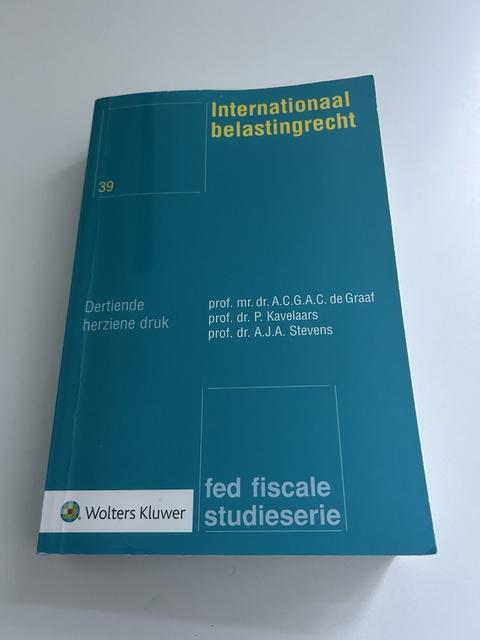 Internationaal
belastingrecht
39
Dertiende
herziene druk
prof. mr. dr. A.C.G.A.C. de Graaf
prof. dr. P. Kavelaars
prof. dr. A.J.A. Stevens
fed fiscale
studieserie
Wolters Kluwer